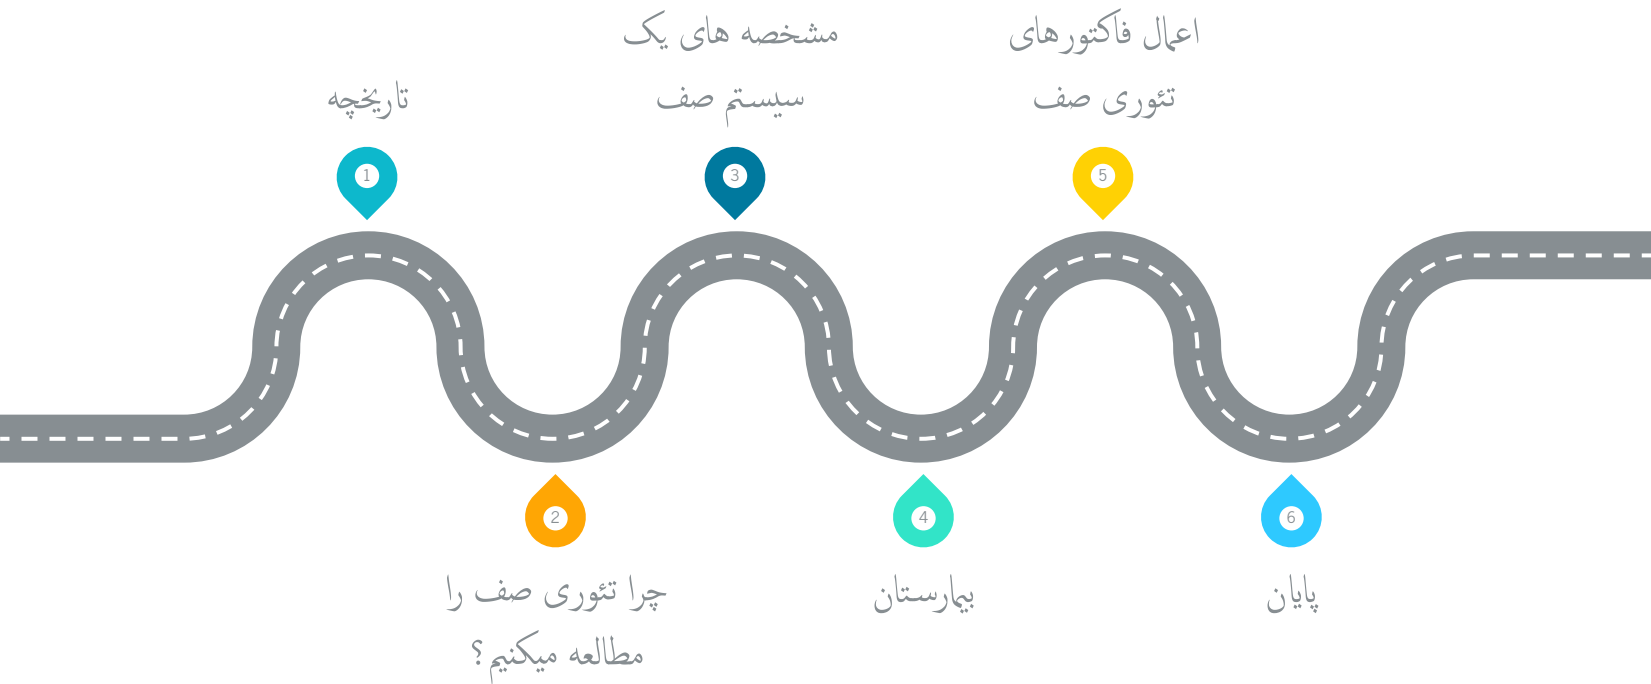 تاریخچه
1
چرا تئوری صف را
مطالعه میکنیم؟
2
مشخصه های یک
سیستم صف
3
بیمارستان
4
اعمال فاکتورهای
تئوری صف
5
پایان
6